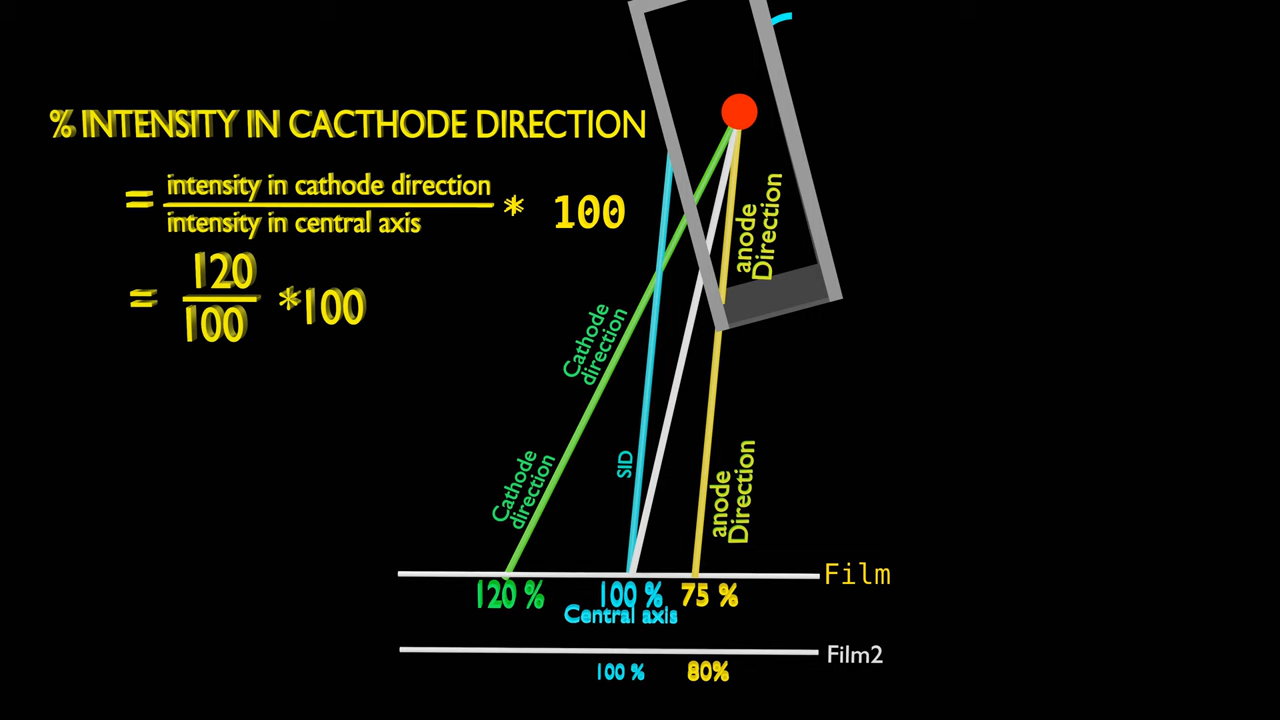 % INTENSITY IN CACTHODE DIRECTION
= intensity in cathode direction
intensity in central axis
* 100
= 120
100
*100
anode
Direction
Cathode
direction
Cathode
direction
SID
anode
Direction
Film
120 %
100 %
75 %
Central axis
Film2
100 %
80%